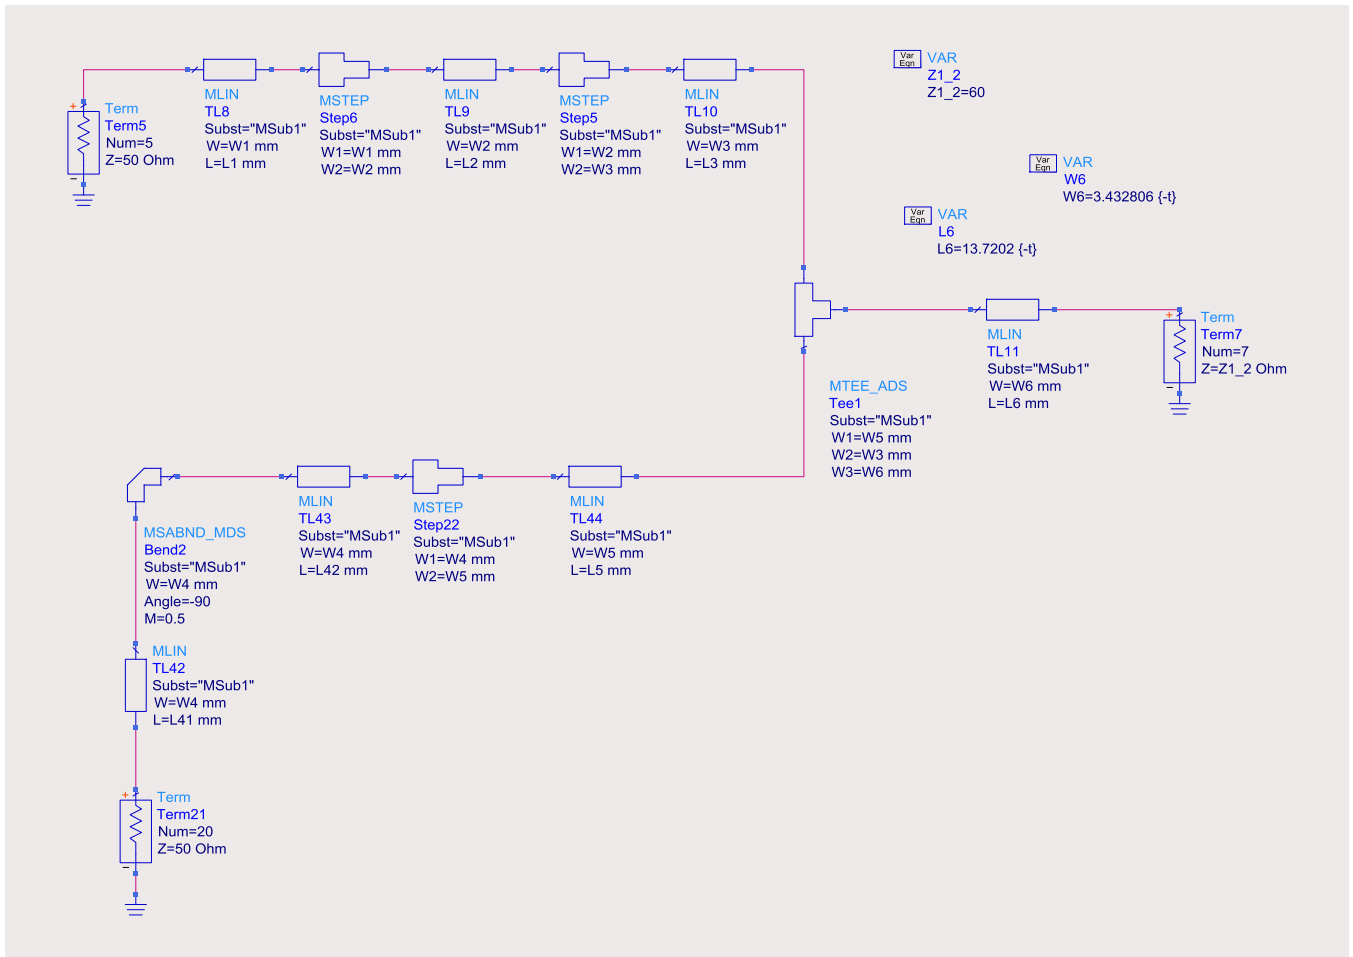 +
Term
Term5
Num=5
Z=50 Ohm
−
MLIN
TL8
Subst="MSub1"
W=W1 mm
L=L1 mm
MSTEP
Step6
Subst="MSub1"
W1=W1 mm
W2=W2 mm
MLIN
TL9
Subst="MSub1"
W=W2 mm
L=L2 mm
MSTEP
Step5
Subst="MSub1"
W1=W2 mm
W2=W3 mm
MLIN
TL10
Subst="MSub1"
W=W3 mm
L=L3 mm
Var
Eqn
VAR
Z1_2
Z1_2=60
Var
Eqn
VAR
W6
W6=3.432806 {-t}
Var
Eqn
VAR
L6
L6=13.7202 {-t}
MLIN
TL11
Subst="MSub1"
W=W6 mm
L=L6 mm
+
Term
Term7
Num=7
Z=Z1_2 Ohm
−
MTEE_ADS
Tee1
Subst="MSub1"
W1=W5 mm
W2=W3 mm
W3=W6 mm
MSABND_MDS
Bend2
Subst="MSub1"
W=W4 mm
Angle=-90
M=0.5
MLIN
TL43
Subst="MSub1"
W=W4 mm
L=L42 mm
MSTEP
Step22
Subst="MSub1"
W1=W4 mm
W2=W5 mm
MLIN
TL44
Subst="MSub1"
W=W5 mm
L=L5 mm
MLIN
TL42
Subst="MSub1"
W=W4 mm
L=L41 mm
+
Term
Term21
Num=20
Z=50 Ohm
−